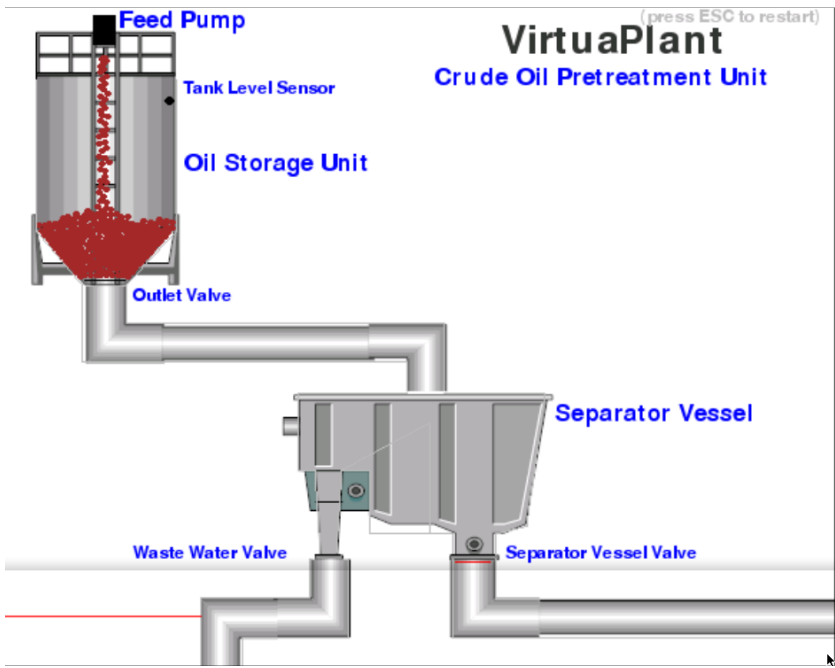 (press ESC to restart)
Feed Pump
VirtuaPlant
Crude Oil Pretreatment Unit
Tank Level Sensor
Oil Storage Unit
Outlet Valve
Separator Vessel
Waste Water Valve
Separator Vessel Valve